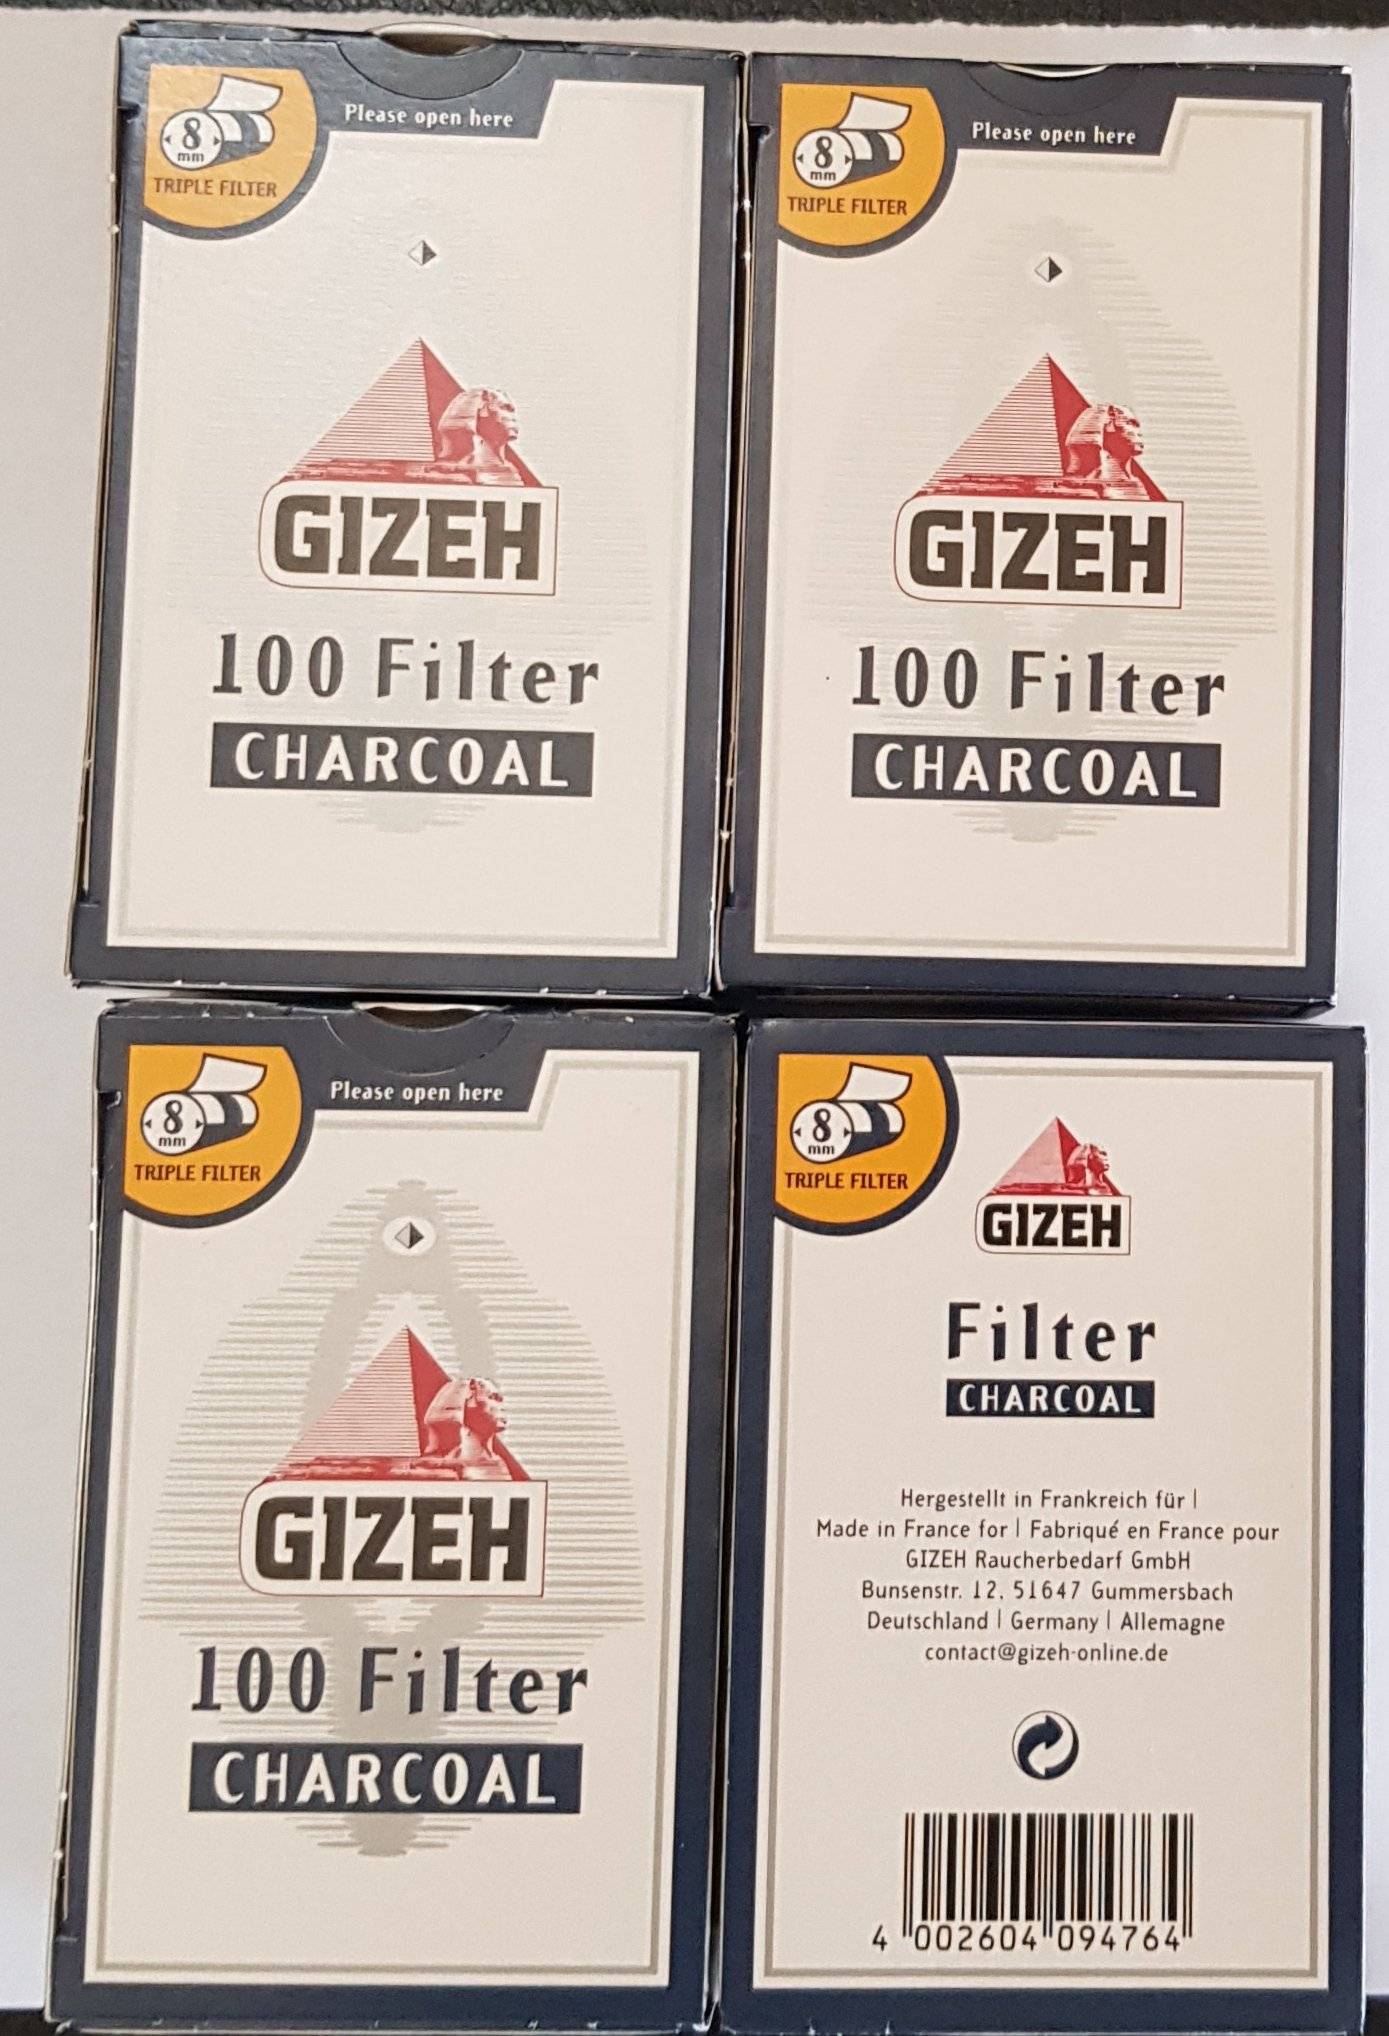 Please open here
8
mm
TRIPLE FILTER
GIZEH
100 Filter
CHARCOAL
Please open here
8
mm
TRIPLE FILTER
GIZEH
100 Filter
CHARCOAL
Please open here
8
mm
TRIPLE FILTER
GIZEH
100 Filter
CHARCOAL
8
mm
TRIPLE FILTER
GIZEH
Filter
CHARCOAL
Hergestellt in Frankreich für |
Made in France for | Fabriqué en France pour
GIZEH Raucherbedarf GmbH
Bunsenstr. 12, 51647 Gummersbach
Deutschland | Germany | Allemagne
contact@gizeh-online.de
4 002604 094764